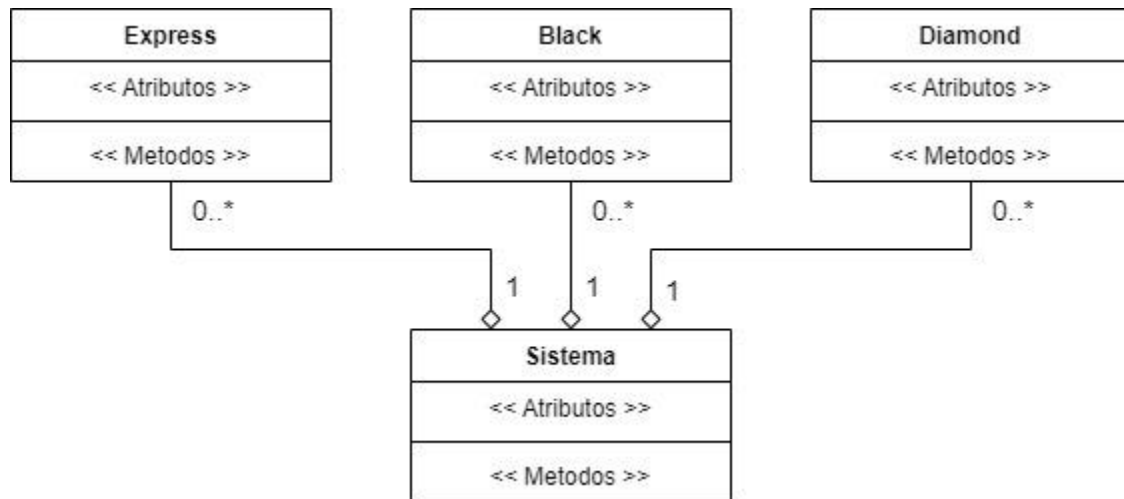 Express
<< Atributos >>
<< Metodos >>
Black
<< Atributos >>
<< Metodos >>
Diamond
<< Atributos >>
<< Metodos >>
0..*
0..*
0..*
1
1
1
Sistema
<< Atributos >>
<< Metodos >>